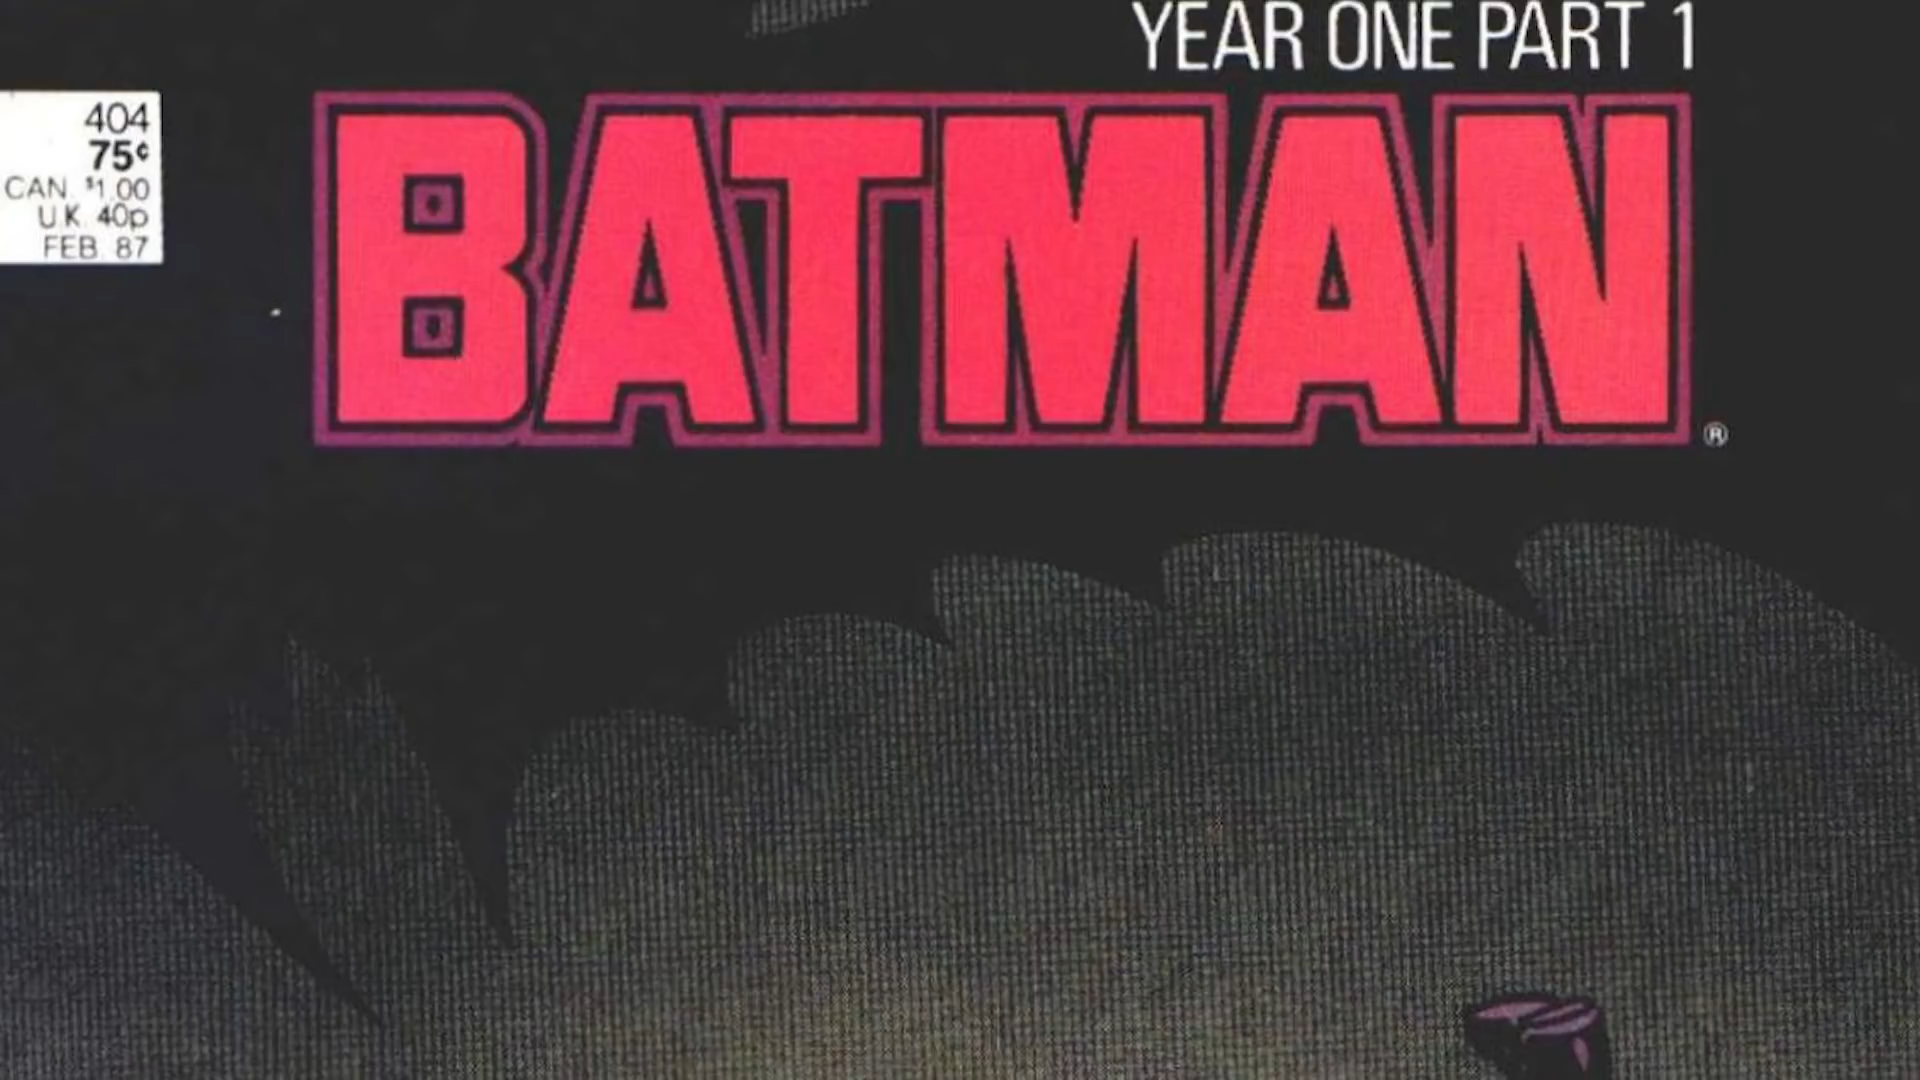 YEAR ONE PART 1
404
75¢
CAN. $1.00
U.K. 40p
FEB. 87
BATMAN
®